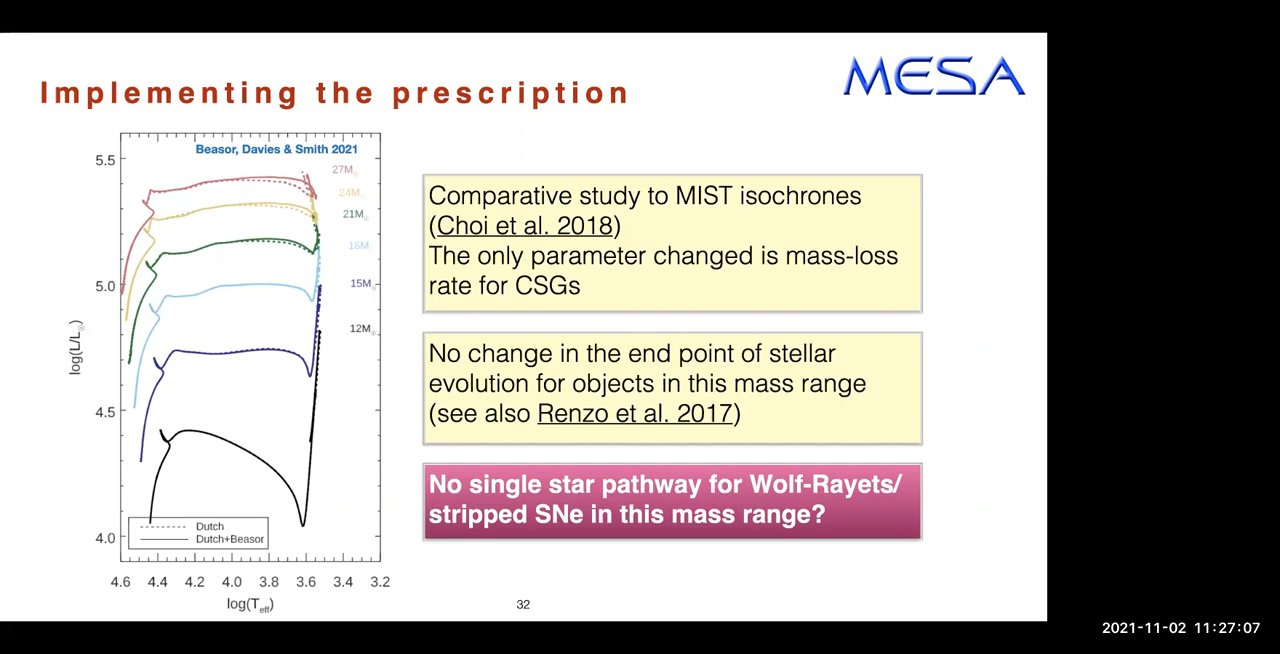 Implementing the prescription
MESA
Beasor, Davies & Smith 2021
5.5
5.0
4.5
4.0
27M☉
24M☉
21M☉
18M☉
15M☉
12M☉
log(L/L☉)
Dutch
Dutch+Beasor
4.6 4.4 4.2 4.0 3.8 3.6 3.4 3.2
log(Teff)
Comparative study to MIST isochrones
(Choi et al. 2018)
The only parameter changed is mass-loss
rate for CSGs
No change in the end point of stellar
evolution for objects in this mass range
(see also Renzo et al. 2017)
No single star pathway for Wolf-Rayets/
stripped SNe in this mass range?
32
2021-11-02 11:27:07